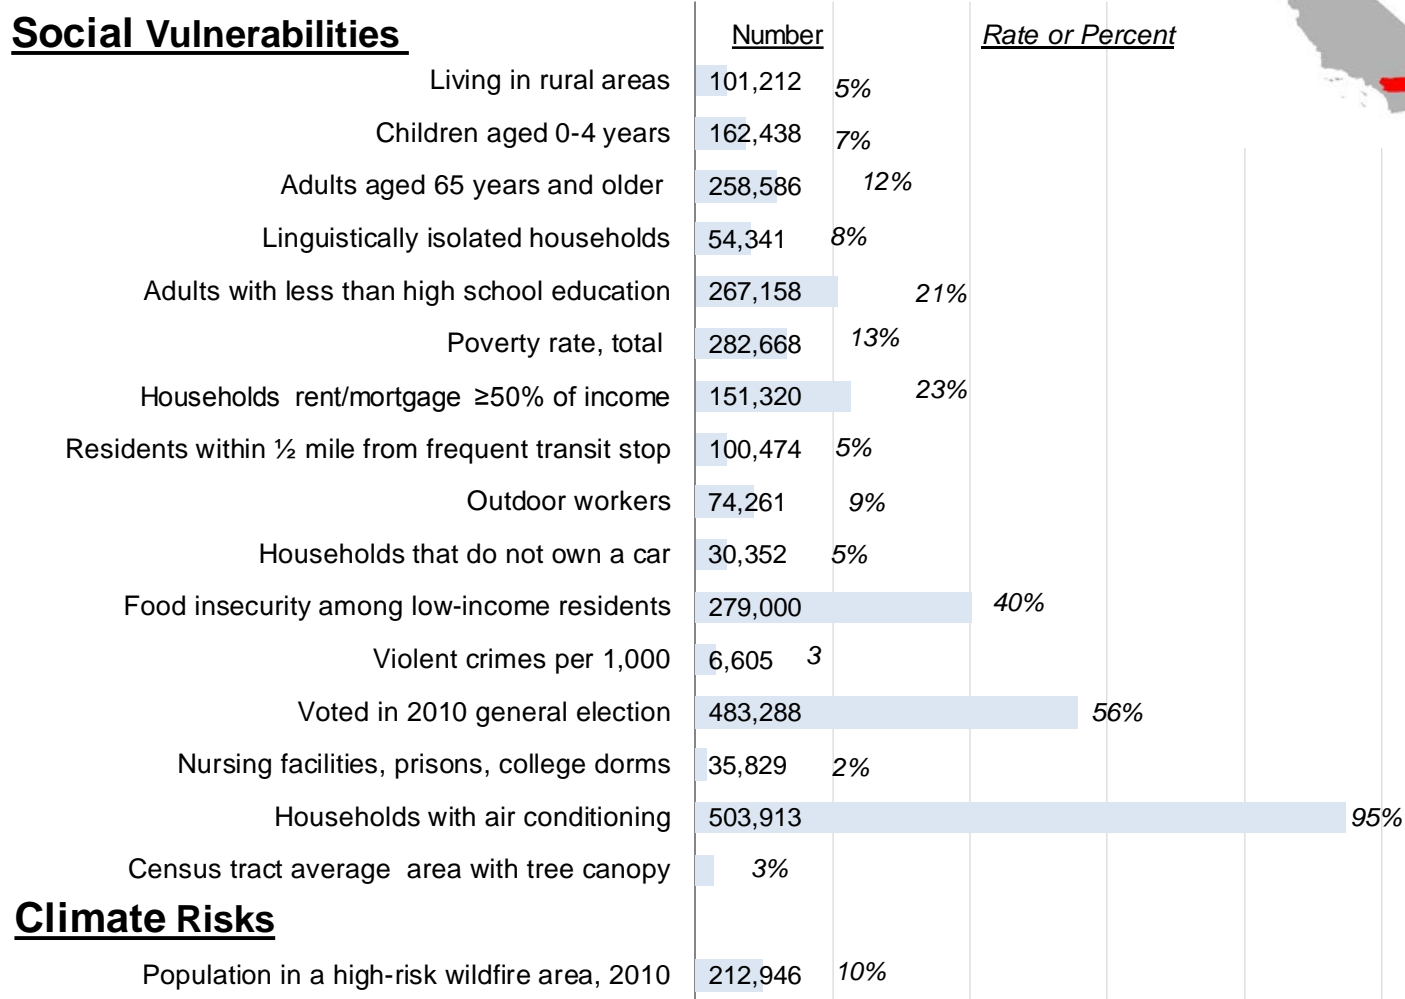 Social Vulnerabilities Number Rate or Percent
Living in rural areas 101,212 5%
Children aged 0-4 years 162,438 7%
Adults aged 65 years and older 258,586 12%
Linguistically isolated households 54,341 8%
Adults with less than high school education 267,158 21%
Poverty rate, total 282,668 13%
Households rent/mortgage ≥50% of income 151,320 23%
Residents within ½ mile from frequent transit stop 100,474 5%
Outdoor workers 74,261 9%
Households that do not own a car 30,352 5%
Food insecurity among low-income residents 279,000 40%
Violent crimes per 1,000 6,605 3
Voted in 2010 general election 483,288 56%
Nursing facilities, prisons, college dorms 35,829 2%
Households with air conditioning 503,913 95%
Census tract average area with tree canopy 3%
Climate Risks
Population in a high-risk wildfire area, 2010 212,946 10%